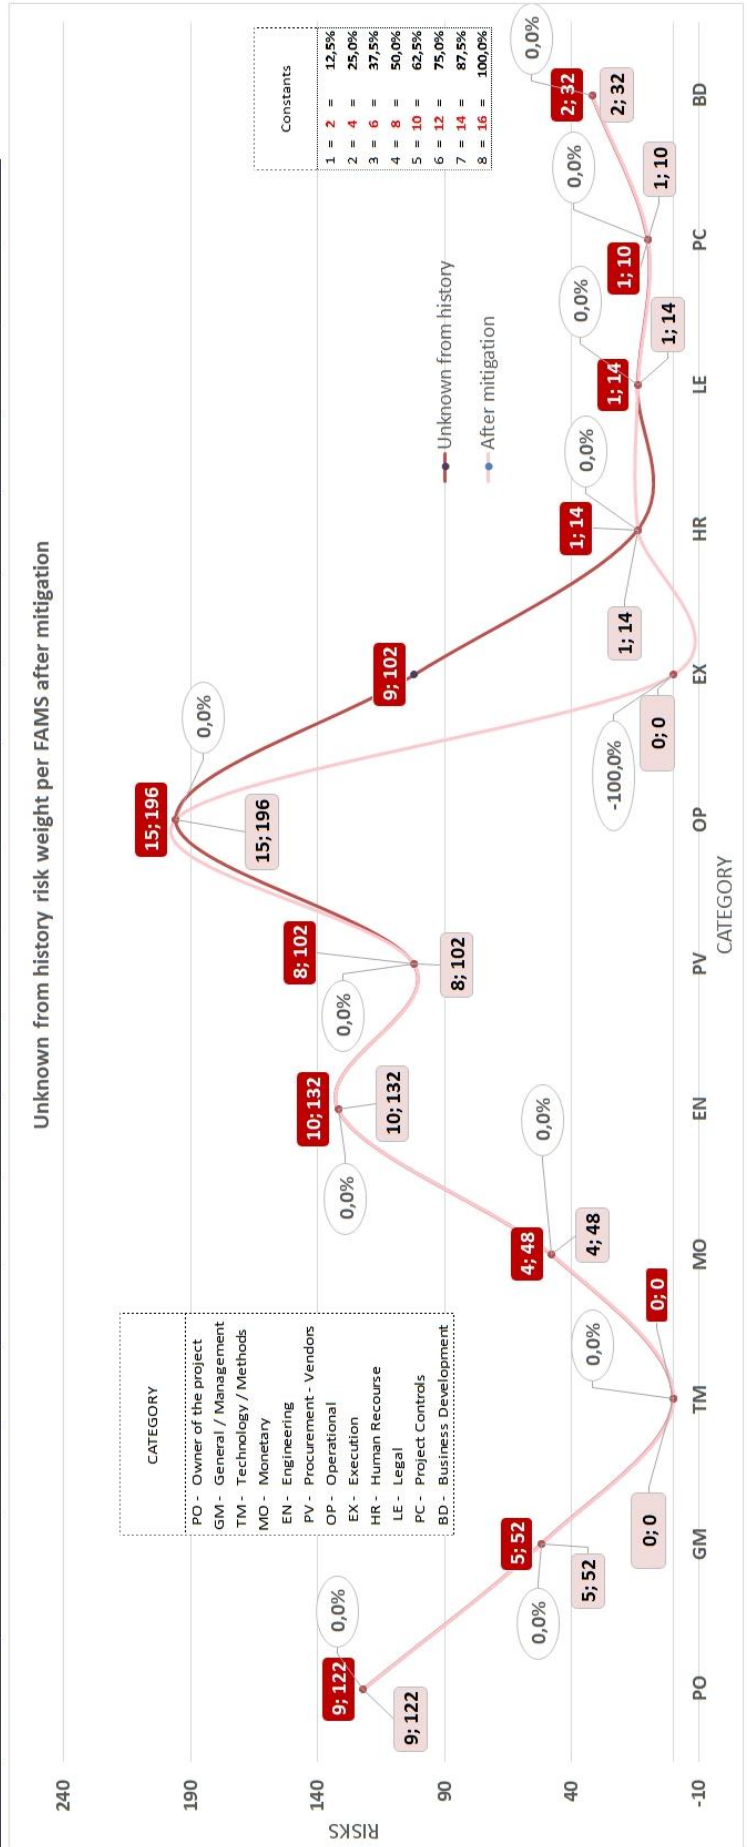 Unknown from history risk weight per FAMS after mitigation
Constants
1 = 2 = 12,5%
2 = 4 = 25,0%
3 = 6 = 37,5%
4 = 8 = 50,0%
5 = 10 = 62,5%
6 = 12 = 75,0%
7 = 14 = 87,5%
8 = 16 = 100,0%
CATEGORY
PO - Owner of the project
GM - General / Management
TM - Technology / Methods
MO - Monetary
EN - Engineering
PV - Procurement - Vendors
OP - Operational
EX - Execution
HR - Human Recourse
LE - Legal
PC - Project Controls
BD - Business Development
Unknown from history
After mitigation
RISKS
240
190
140
90
40
-10
9; 122
0,0%
9; 122
5; 52
0,0%
5; 52
0; 0
0,0%
0; 0
4; 48
0,0%
4; 48
10; 132
0,0%
10; 132
8; 102
0,0%
8; 102
15; 196
0,0%
15; 196
9; 102
-100,0%
0; 0
1; 14
0,0%
1; 14
1; 14
0,0%
1; 14
1; 10
0,0%
1; 10
2; 32
0,0%
2; 32
PO GM TM MO EN PV OP EX HR LE PC BD
CATEGORY